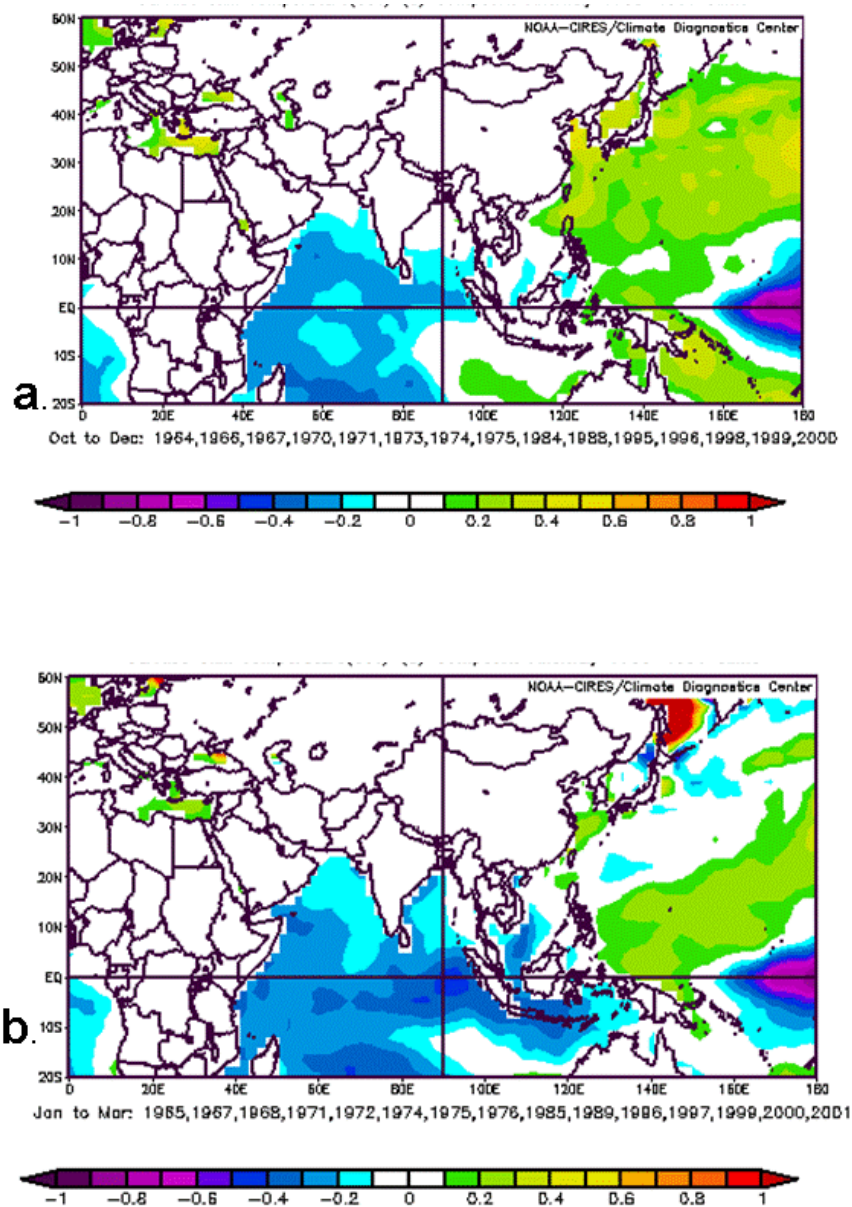 NOAA-CIRES/Climate Diagnostics Center
50N
40N
30N
20N
10N
EQ
10S
20S
a.
0 20E 40E 60E 80E 100E 120E 140E 160E 180
Oct to Dec: 1964,1966,1967,1970,1971,1973,1974,1975,1984,1988,1995,1996,1998,1999,2000
-1 -0.8 -0.6 -0.4 -0.2 0 0.2 0.4 0.6 0.8 1
NOAA-CIRES/Climate Diagnostics Center
50N
40N
30N
20N
10N
EQ
10S
20S
b.
0 20E 40E 60E 80E 100E 120E 140E 160E 180
Jan to Mar: 1965,1967,1968,1971,1972,1974,1975,1976,1985,1989,1996,1997,1999,2000,2001
-1 -0.8 -0.6 -0.4 -0.2 0 0.2 0.4 0.6 0.8 1